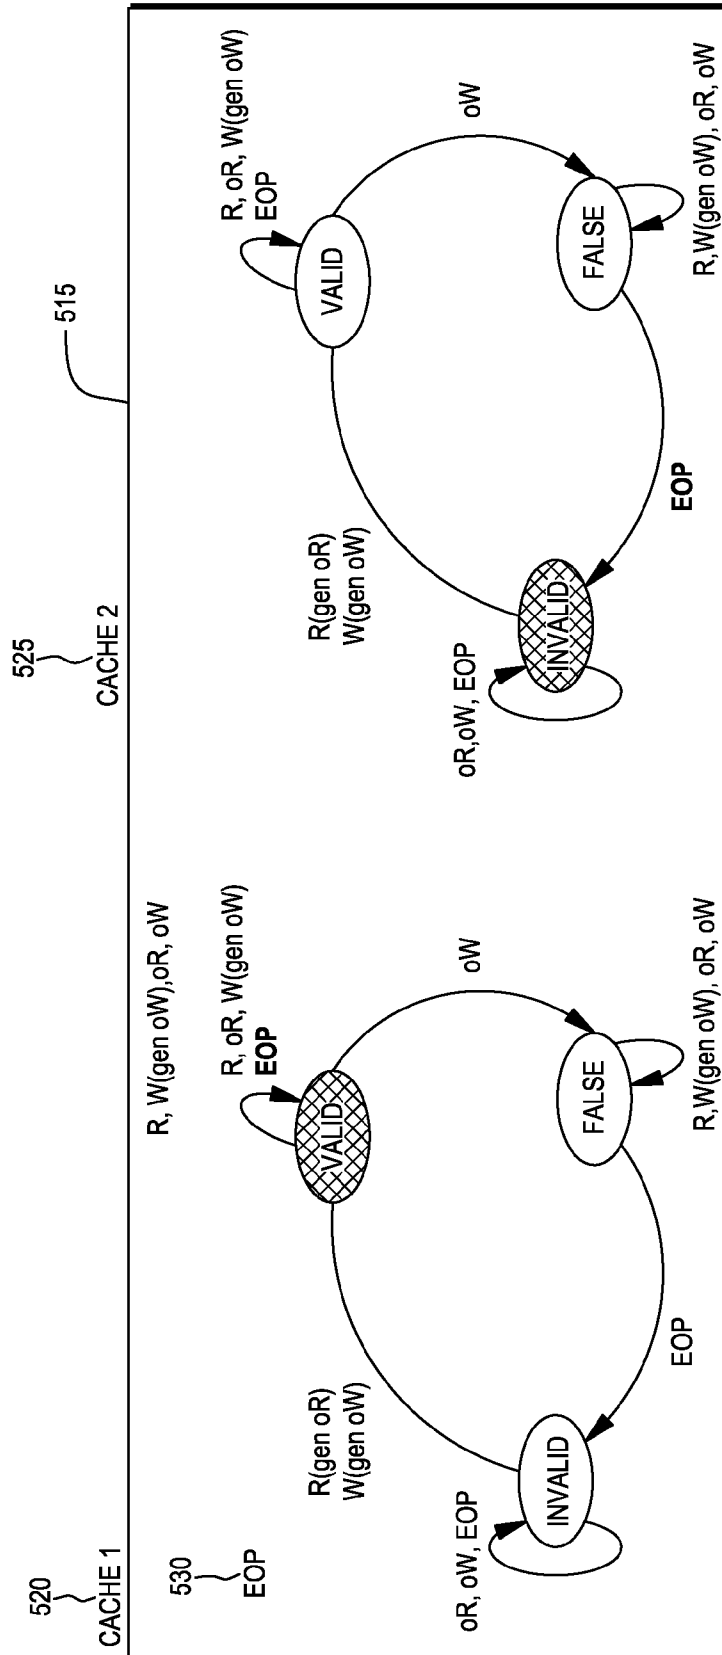 520
CACHE 1
525
CACHE 2
515
530
EOP
R, W(gen oW),oR, oW
R, oR, W(gen oW)
EOP
VALID
R(gen oR)
W(gen oW)
oW
oR, oW, EOP
INVALID
FALSE
EOP
R,W(gen oW), oR, oW
R, oR, W(gen oW)
EOP
VALID
R(gen oR)
W(gen oW)
oW
oR,oW, EOP
INVALID
FALSE
EOP
R,W(gen oW), oR, oW